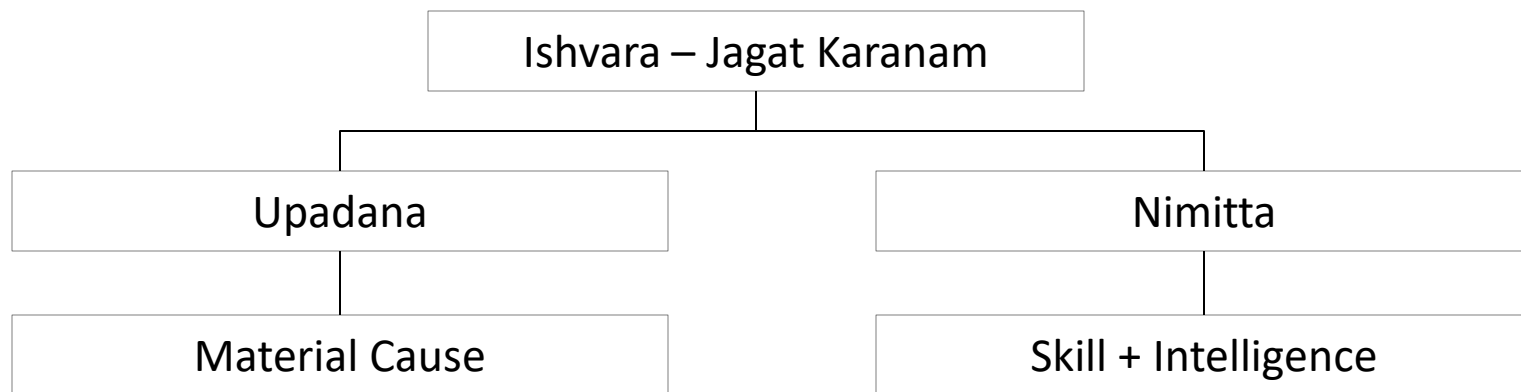 Ishvara – Jagat Karanam
Upadana
Nimitta
Material Cause
Skill + Intelligence